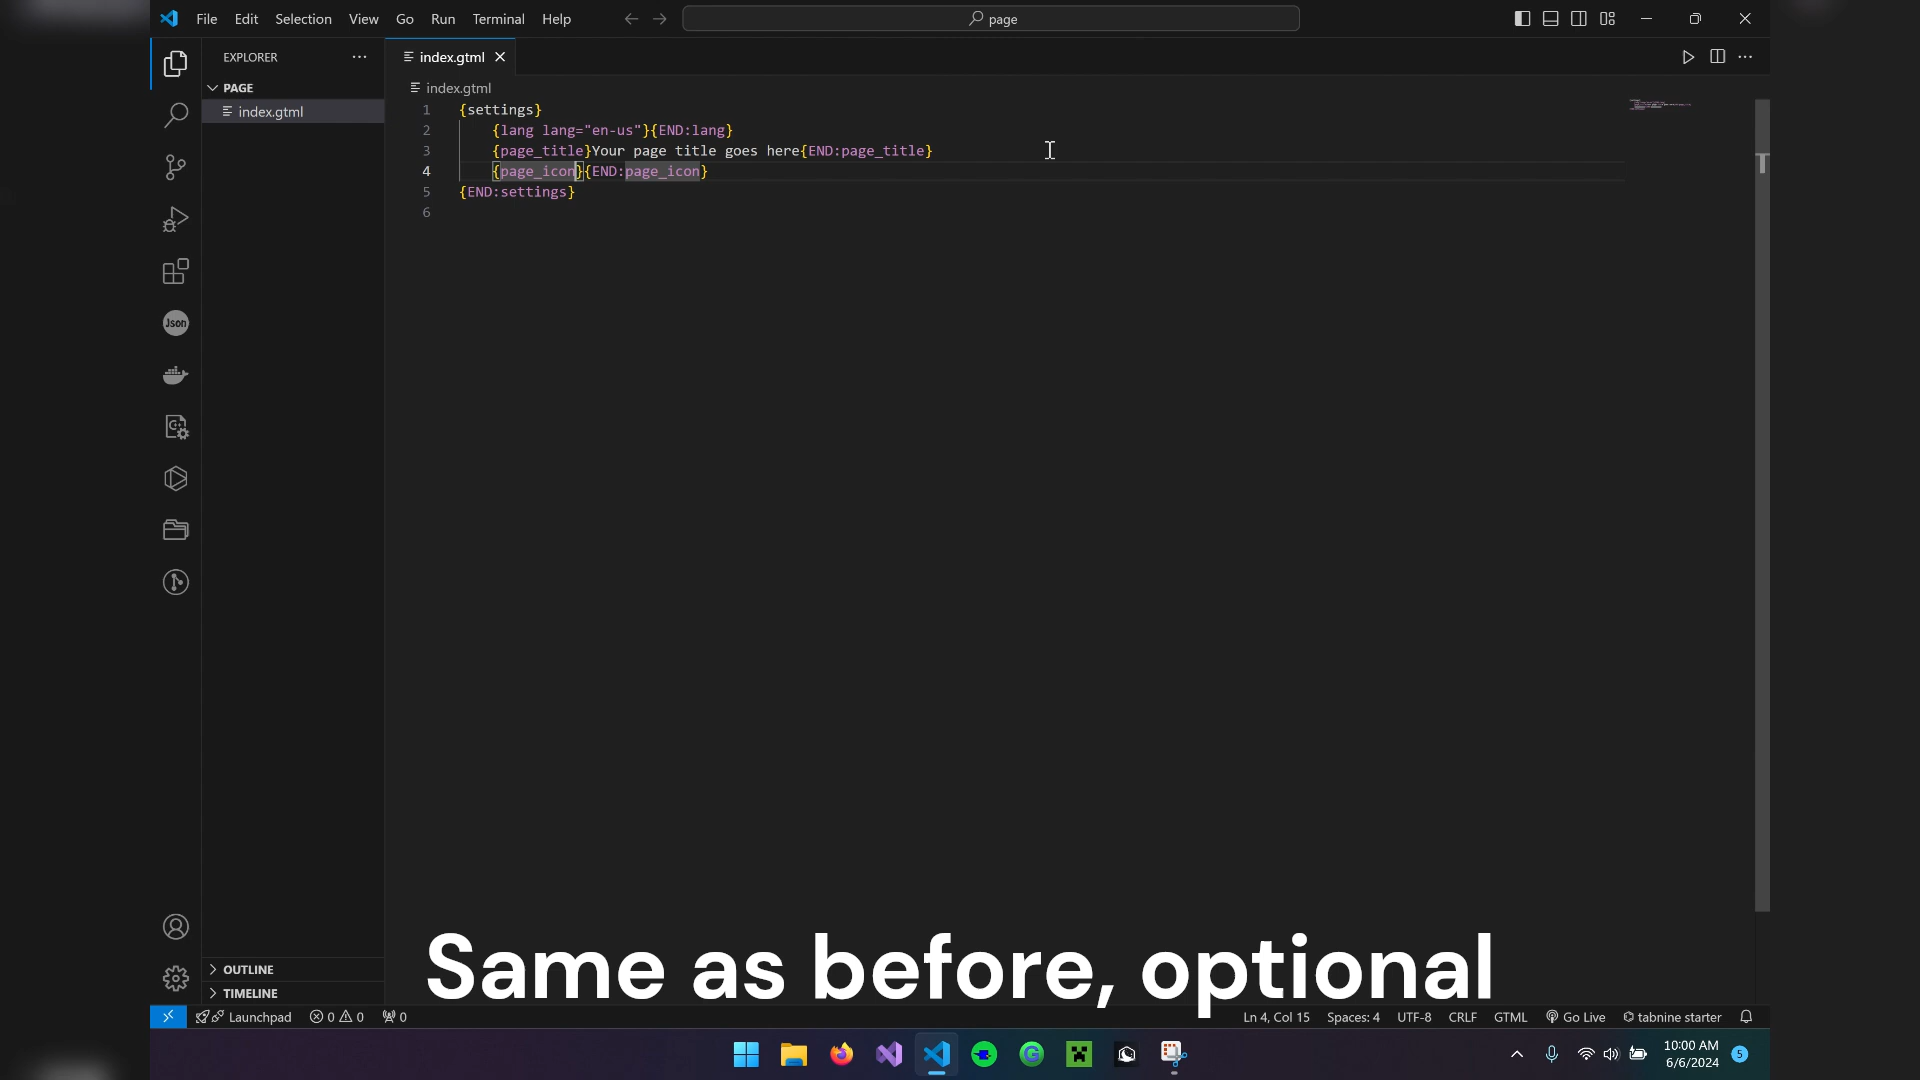 File Edit Selection View Go Run Terminal Help
page
EXPLORER
index.gtml
PAGE
index.gtml
index.gtml
1 {settings}
2 {lang lang="en-us"}{END:lang}
3 {page_title}Your page title goes here{END:page_title}
4 {page_icon}{END:page_icon}
5 {END:settings}
6
Json
Same as before, optional
OUTLINE
TIMELINE
Launchpad 0 0 0
Ln 4, Col 15 Spaces: 4 UTF-8 CRLF GTML Go Live tabnine starter
10:00 AM
6/6/2024
5